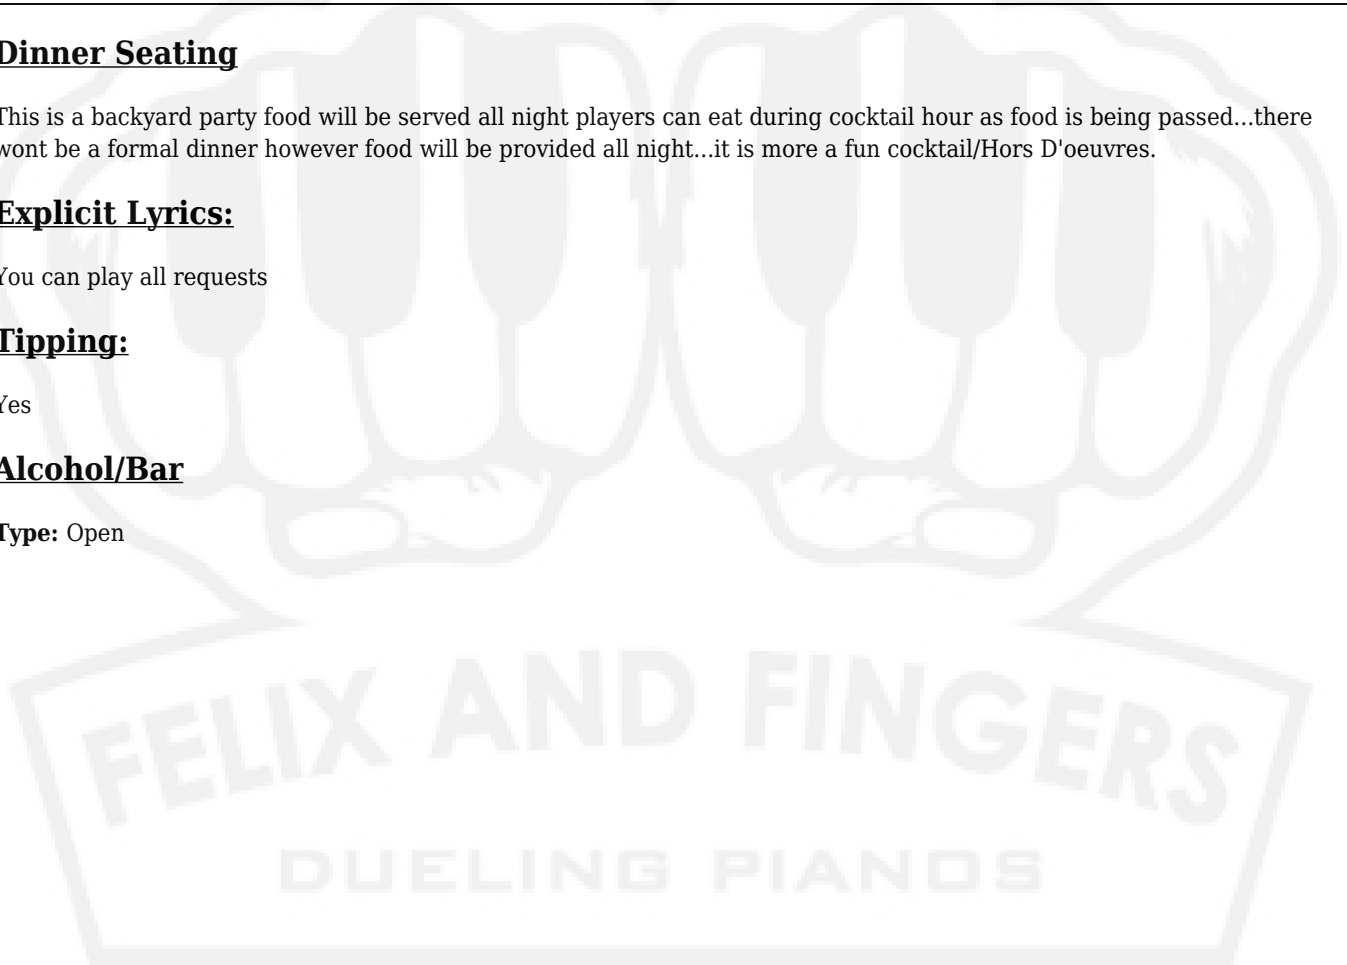 Dinner Seating
This is a backyard party food will be served all night players can eat during cocktail hour as food is being passed...there
wont be a formal dinner however food will be provided all night...it is more a fun cocktail/Hors D'oeuvres.
Explicit Lyrics:
You can play all requests
Tipping:
Yes
Alcohol/Bar
Type: Open
FELIX AND FINGERS
DUELING PIANOS